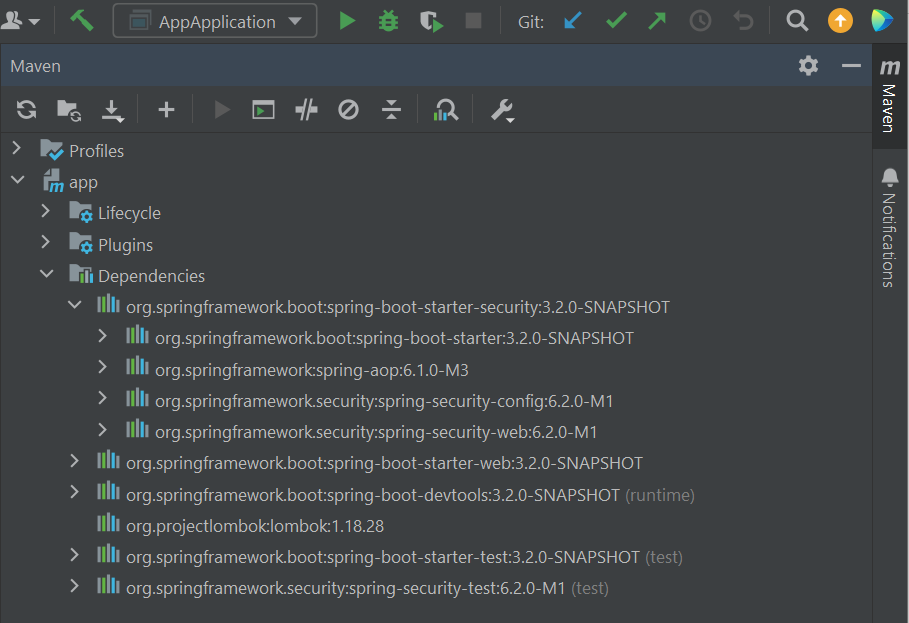 AppApplication
Git:
Maven
Profiles
app
Lifecycle
Plugins
Dependencies
org.springframework.boot:spring-boot-starter-security:3.2.0-SNAPSHOT
org.springframework.boot:spring-boot-starter:3.2.0-SNAPSHOT
org.springframework:spring-aop:6.1.0-M3
org.springframework.security:spring-security-config:6.2.0-M1
org.springframework.security:spring-security-web:6.2.0-M1
org.springframework.boot:spring-boot-starter-web:3.2.0-SNAPSHOT
org.springframework.boot:spring-boot-devtools:3.2.0-SNAPSHOT (runtime)
org.projectlombok:lombok:1.18.28
org.springframework.boot:spring-boot-starter-test:3.2.0-SNAPSHOT (test)
org.springframework.security:spring-security-test:6.2.0-M1 (test)
m
Maven
Notifications